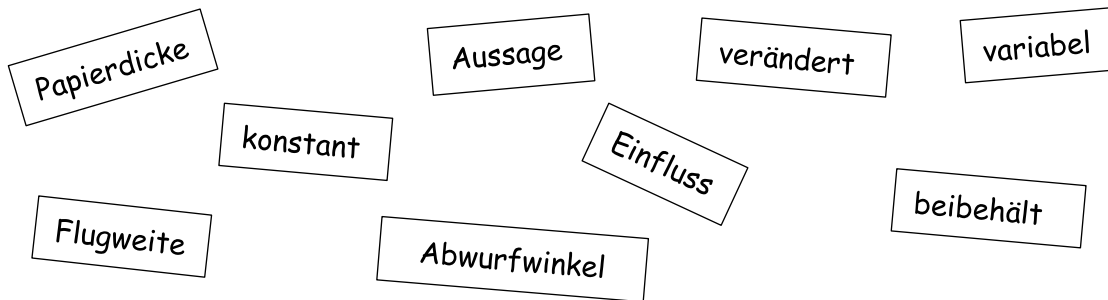 Papierdicke
Aussage
verändert
variabel
konstant
Einfluss
beibehält
Flugweite
Abwurfwinkel